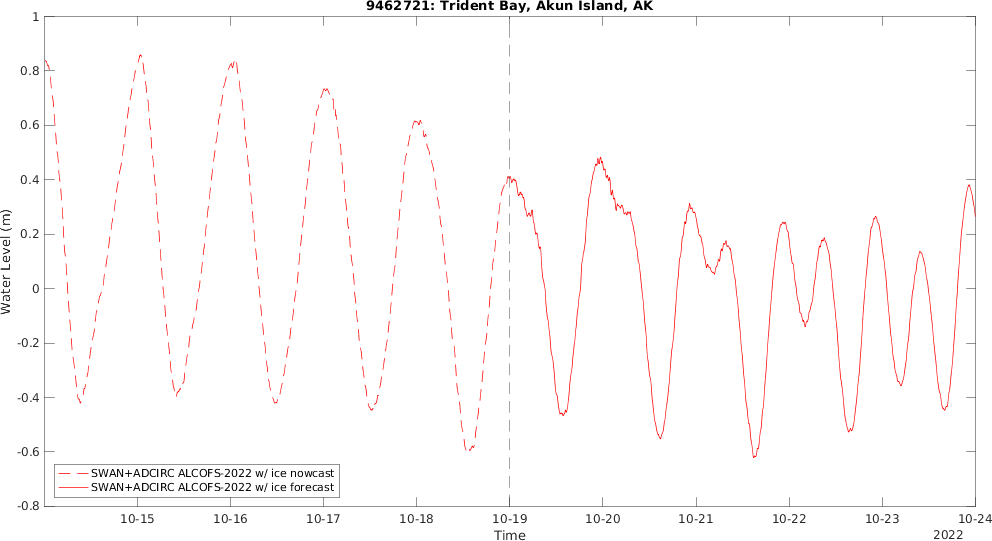 9462721: Trident Bay, Akun Island, AK
Water Level (m)
1
0.8
0.6
0.4
0.2
0
-0.2
-0.4
-0.6
-0.8
SWAN+ADCIRC ALCOFS-2022 w/ ice nowcast
SWAN+ADCIRC ALCOFS-2022 w/ ice forecast
10-15 10-16 10-17 10-18 10-19 10-20 10-21 10-22 10-23 10-24
Time
2022